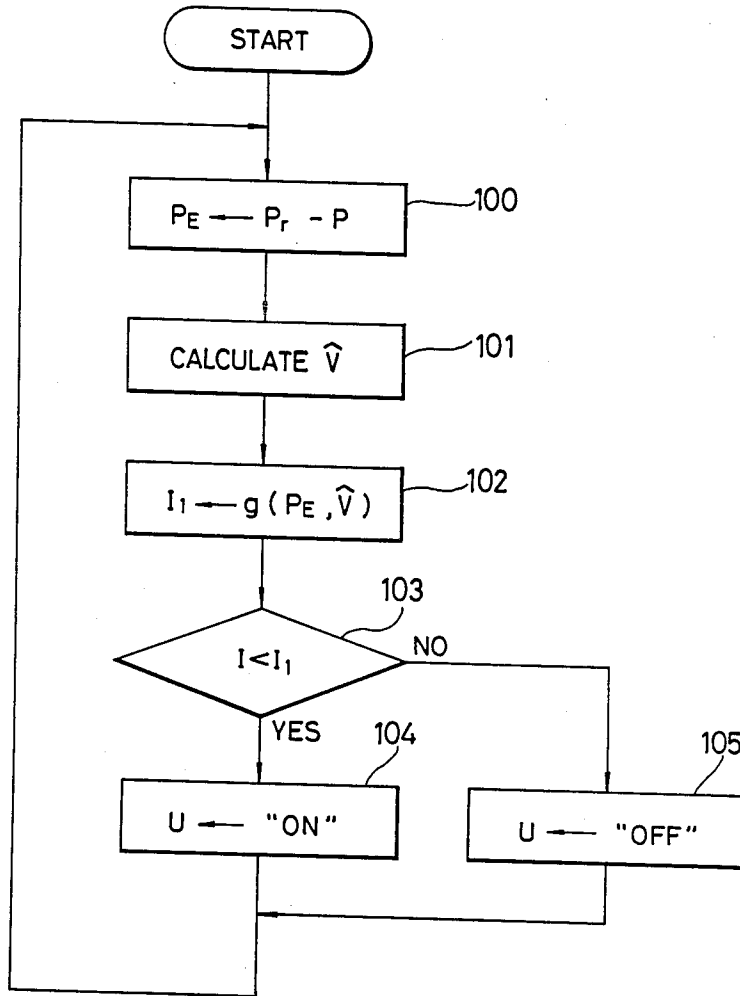 START
P_E ← P_r - P
100
CALCULATE V̂
101
I₁ ← g(P_E, V̂)
102
103
I<I₁
NO
YES
104
105
U ← "ON"
U ← "OFF"